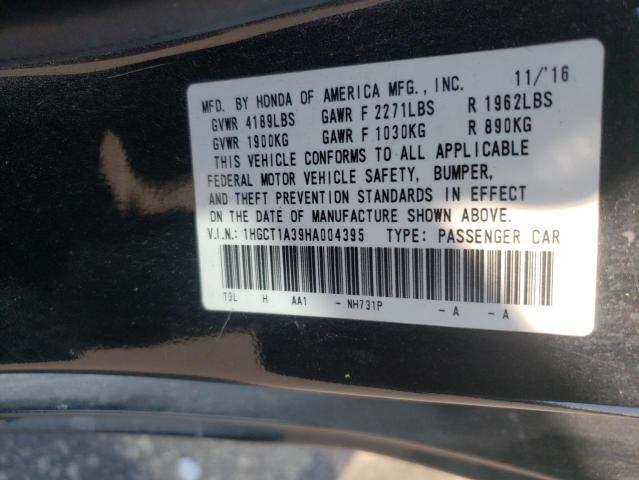 MFD. BY HONDA OF AMERICA MFG., INC. 11/'16
GVWR 4189LBS GAWR F 2271LBS R 1962LBS
GVWR 1900KG GAWR F 1030KG R 890KG
THIS VEHICLE CONFORMS TO ALL APPLICABLE
FEDERAL MOTOR VEHICLE SAFETY, BUMPER,
AND THEFT PREVENTION STANDARDS IN EFFECT
ON THE DATE OF MANUFACTURE SHOWN ABOVE.
V.I.N.: 1HGCT1A39HA004395 TYPE: PASSENGER CAR
T3L H AA1 - NH731P - A - A